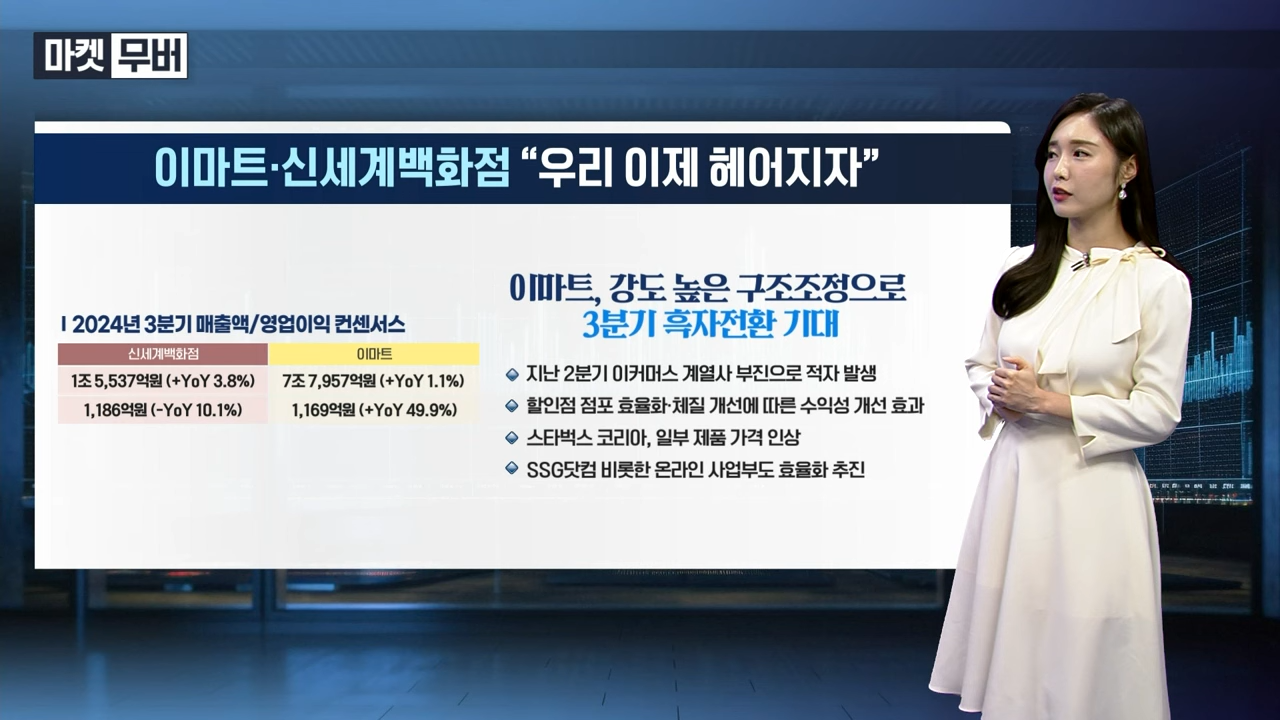 마켓무버
이마트·신세계백화점 “우리 이제 헤어지자”
2024년 3분기 매출액/영업이익 컨센서스
신세계백화점 이마트
1조 5,537억원 (+YoY 3.8%) 7조 7,957억원 (+YoY 1.1%)
1,186억원 (-YoY 10.1%) 1,169억원 (+YoY 49.9%)
이마트, 강도 높은 구조조정으로
3분기 흑자전환 기대
지난 2분기 이커머스 계열사 부진으로 적자 발생
할인점 점포 효율화·체질 개선에 따른 수익성 개선 효과
스타벅스 코리아, 일부 제품 가격 인상
SSG닷컴 비롯한 온라인 사업부도 효율화 추진